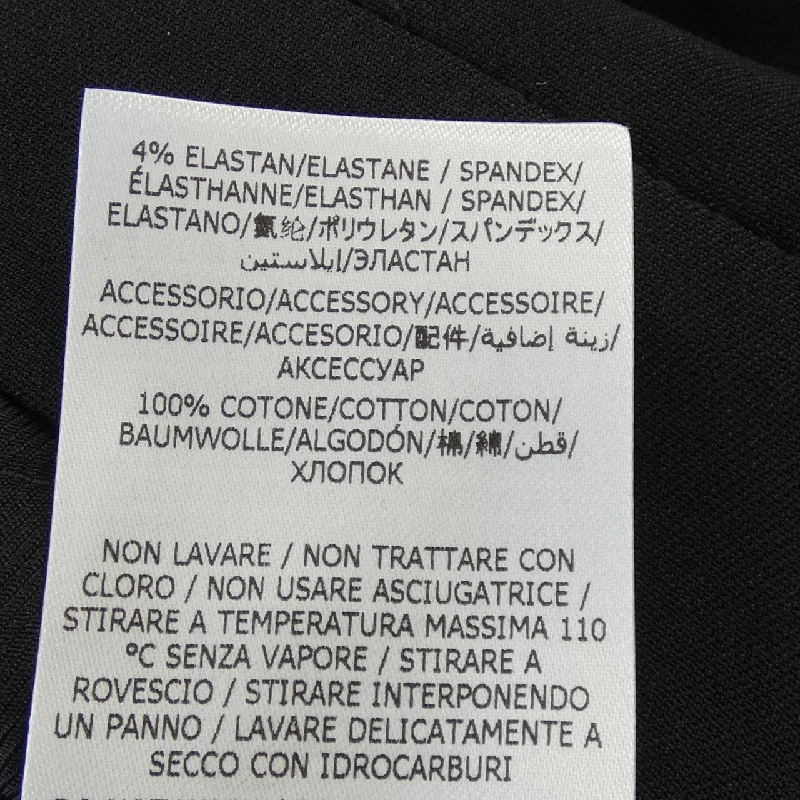 4% ELASTAN/ELASTANE / SPANDEX/
ÉLASTHANNE/ELASTHAN / SPANDEX/
ELASTANO/氨纶/ポリウレタン/スパンデックス/
إيلاستين/ЭЛАСТАН
ACCESSORIO/ACCESSORY/ACCESSOIRE/
ACCESSOIRE/ACCESORIO/配件/زينة إضافية/
АКСЕССУАР
100% COTONE/COTTON/COTON/
BAUMWOLLE/ALGODÓN/棉/綿/قطن/
ХЛОПОК
NON LAVARE / NON TRATTARE CON
CLORO / NON USARE ASCIUGATRICE /
STIRARE A TEMPERATURA MASSIMA 110
°C SENZA VAPORE / STIRARE A
ROVESCIO / STIRARE INTERPONENDO
UN PANNO / LAVARE DELICATAMENTE A
SECCO CON IDROCARBURI